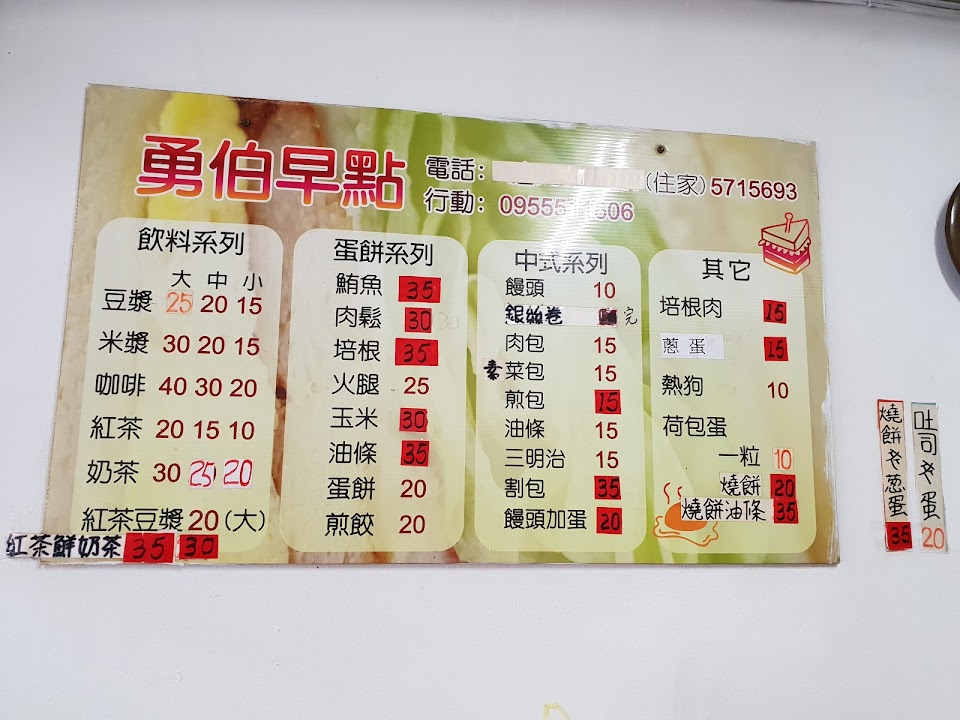 勇伯早點
電話： (住家) 5715693
行動：
飲料系列
大 中 小
豆漿 25 20 15
米漿 30 20 15
咖啡 40 30 20
紅茶 20 15 10
奶茶 30 25 20
紅茶豆漿 20 (大)
紅茶鮮奶茶 35 30
蛋餅系列
鮪魚 35
肉鬆 30
培根 35
火腿 25
玉米 30
油條 35
蛋餅 20
煎餃 20
中式系列
饅頭 10
銀絲卷 完
肉包 15
素菜包 15
煎包 15
油條 15
三明治 15
割包 35
饅頭加蛋 20
其它
培根肉 15
蔥蛋 15
熱狗 10
荷包蛋
一粒 10
燒餅 20
燒餅油條 35
燒餅夾蔥蛋 35
吐司夾蛋 20